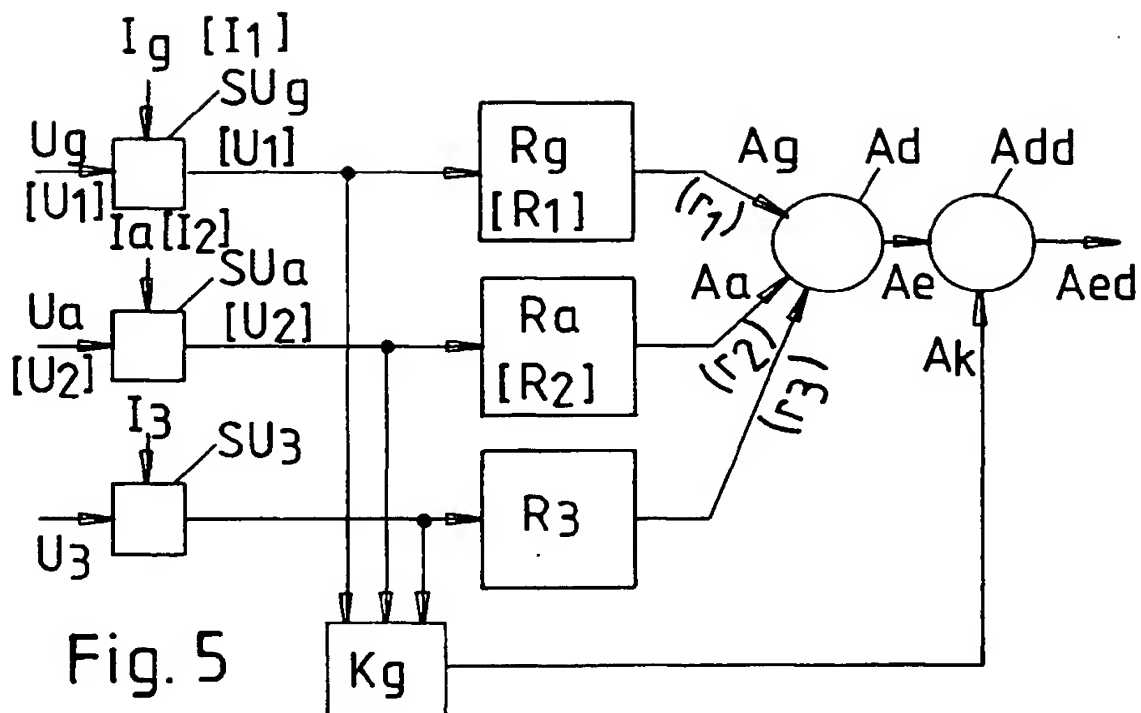 Ig [I1]
SUg
Ug
[U1]
[U1]
Rg
[R1]
Ag
(r1)
Ad
Add
Ia [I2]
SUa
Ua
[U2]
[U2]
Ra
[R2]
Aa
(r2)
Ae
Aed
Ak
I3
SU3
U3
R3
(r3)
Kg
Fig. 5